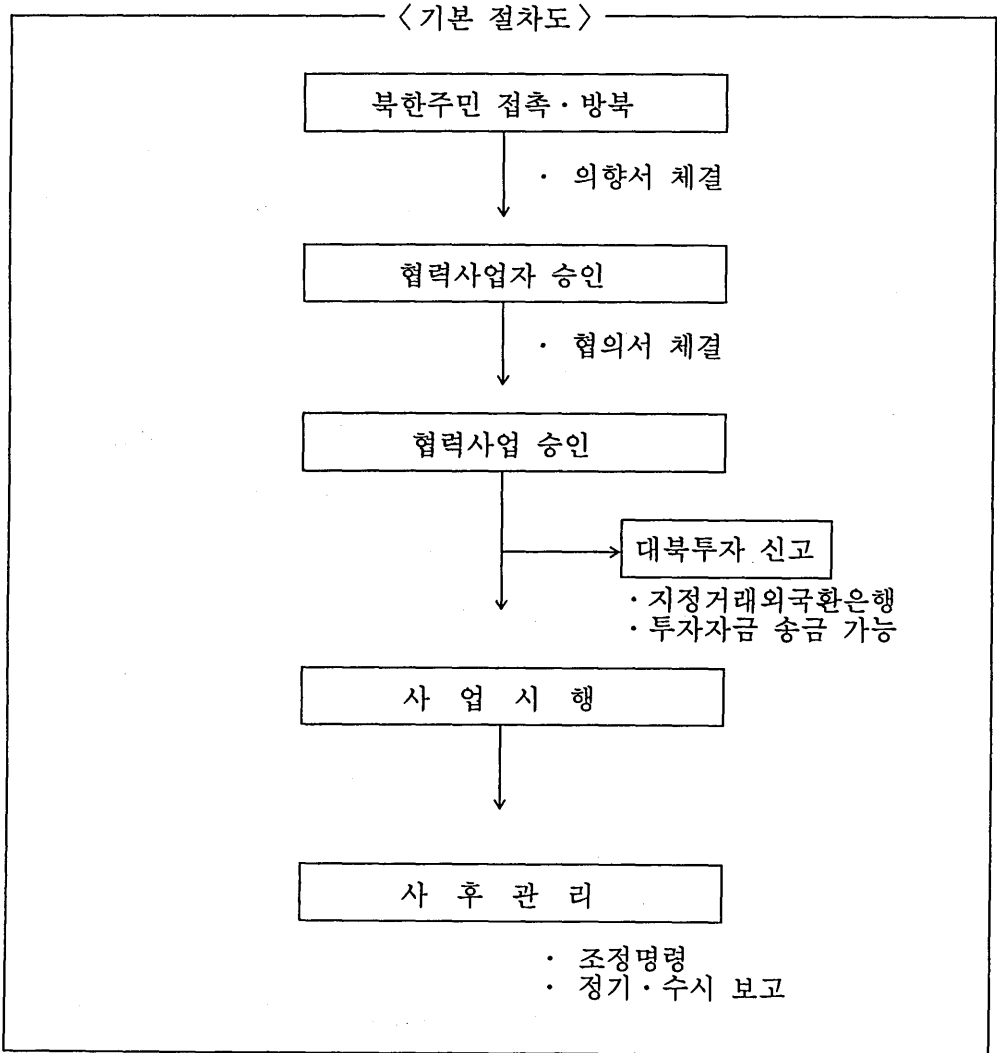 〈기본 절차도〉
북한주민 접촉·방북
· 의향서 체결
협력사업자 승인
· 협의서 체결
협력사업 승인
대북투자 신고
·지정거래외국환은행
·투자자금 송금 가능
사 업 시 행
사 후 관 리
· 조정명령
· 정기·수시 보고